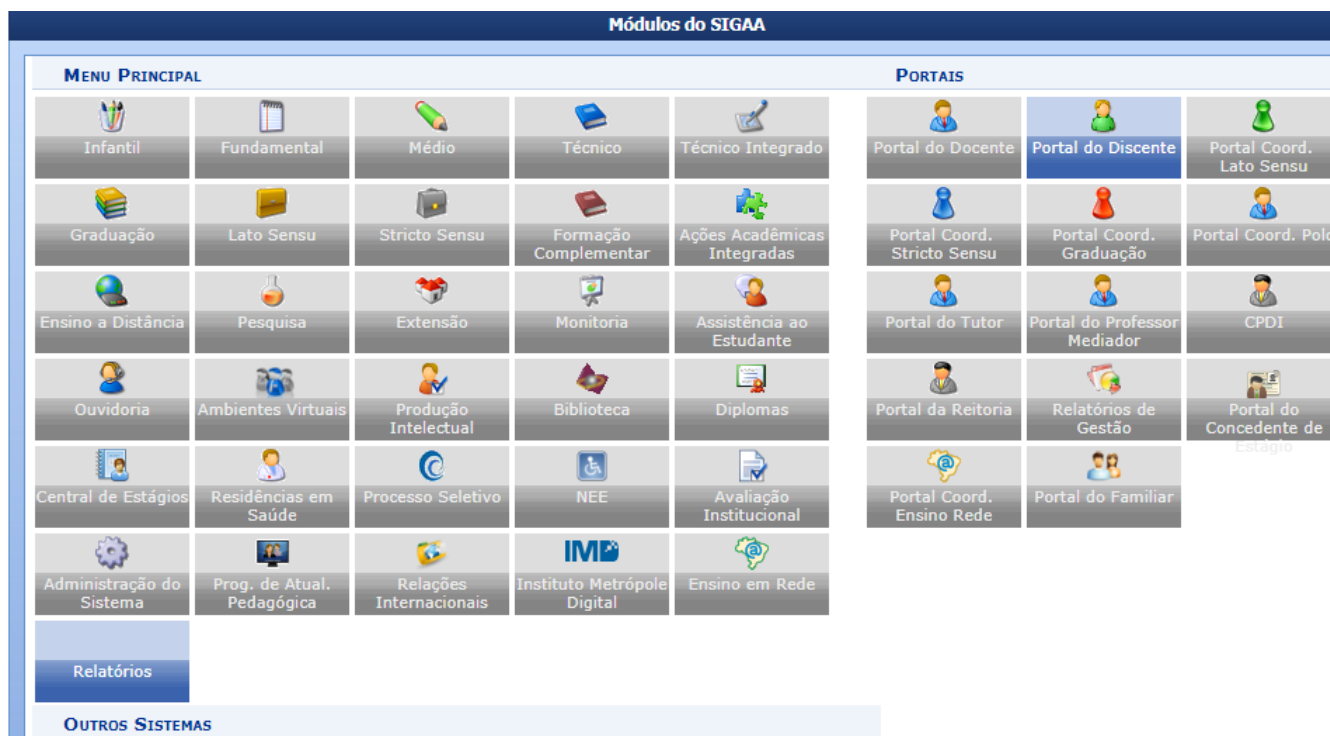 Módulos do SIGAA
MENU PRINCIPAL
PORTAIS
Infantil
Fundamental
Médio
Técnico
Técnico Integrado
Portal do Docente
Portal do Discente
Portal Coord.
Lato Sensu
Graduação
Lato Sensu
Stricto Sensu
Formação
Complementar
Ações Acadêmicas
Integradas
Portal Coord.
Stricto Sensu
Portal Coord.
Graduação
Portal Coord. Polo
Ensino a Distância
Pesquisa
Extensão
Monitoria
Assistência ao
Estudante
Portal do Tutor
Portal do Professor
Mediador
CPDI
Ouvidoria
Ambientes Virtuais
Produção
Intelectual
Biblioteca
Diplomas
Portal da Reitoria
Relatórios de
Gestão
Portal do
Concedente de
Estágio
Central de Estágios
Residências em
Saúde
Processo Seletivo
NEE
Avaliação
Institucional
Portal Coord.
Ensino Rede
Portal do Familiar
Administração do
Sistema
Prog. de Atual.
Pedagógica
Relações
Internacionais
IMD
Instituto Metrópole
Digital
Ensino em Rede
Relatórios
OUTROS SISTEMAS